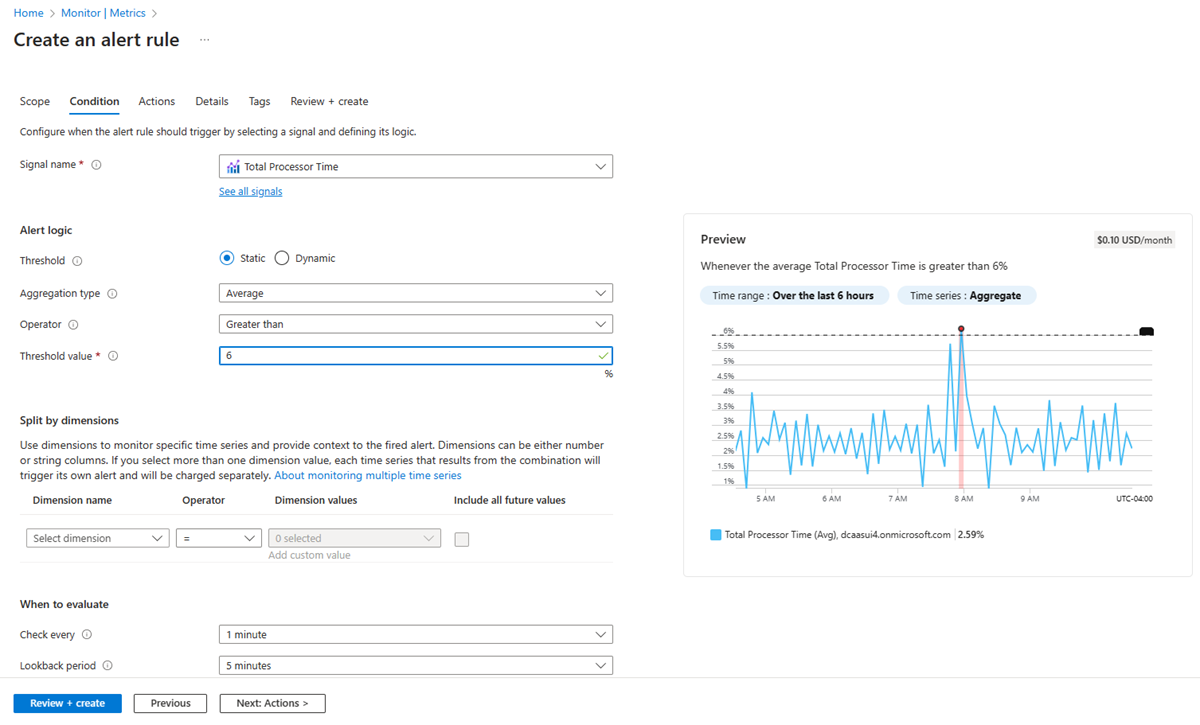 Home > Monitor | Metrics >
Create an alert rule ...
Scope Condition Actions Details Tags Review + create
Configure when the alert rule should trigger by selecting a signal and defining its logic.
Signal name * Total Processor Time
See all signals
Alert logic
Threshold Static Dynamic
Aggregation type Average
Operator Greater than
Threshold value * 6
%
Split by dimensions
Use dimensions to monitor specific time series and provide context to the fired alert. Dimensions can be either number
or string columns. If you select more than one dimension value, each time series that results from the combination will
trigger its own alert and will be charged separately. About monitoring multiple time series
Dimension name Operator Dimension values Include all future values
Select dimension = 0 selected
Add custom value
When to evaluate
Check every 1 minute
Lookback period 5 minutes
Review + create Previous Next: Actions >
Preview $0.10 USD/month
Whenever the average Total Processor Time is greater than 6%
Time range : Over the last 6 hours Time series : Aggregate
6%
5.5%
5%
4.5%
4%
3.5%
3%
2.5%
2%
1.5%
1%
5 AM 6 AM 7 AM 8 AM 9 AM UTC-04:00
Total Processor Time (Avg), dcaasui4.onmicrosoft.com | 2.59%